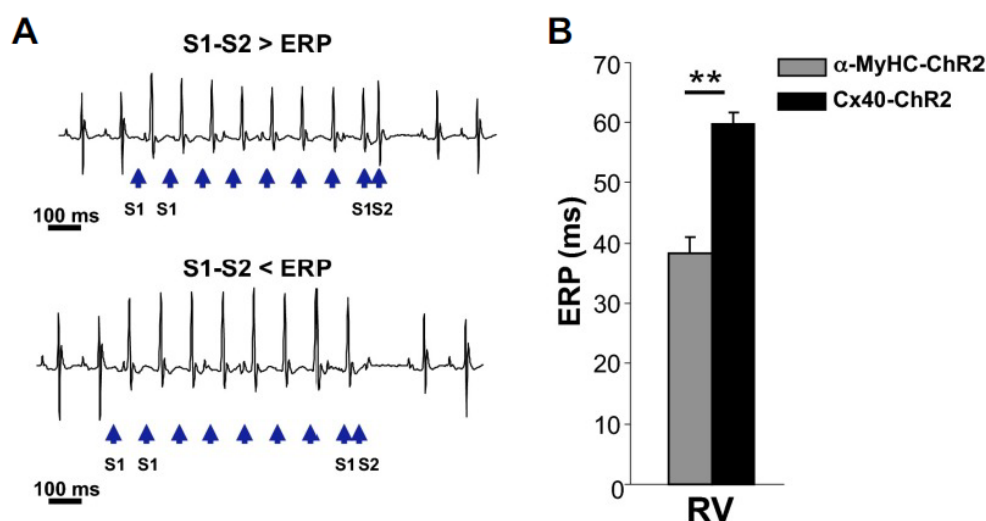 A
S1-S2 > ERP
S1 S1 S1S2
100 ms
S1-S2 < ERP
S1 S1 S1 S2
100 ms
B
α-MyHC-ChR2
Cx40-ChR2
**
70
60
50
40
30
20
10
0
ERP (ms)
RV